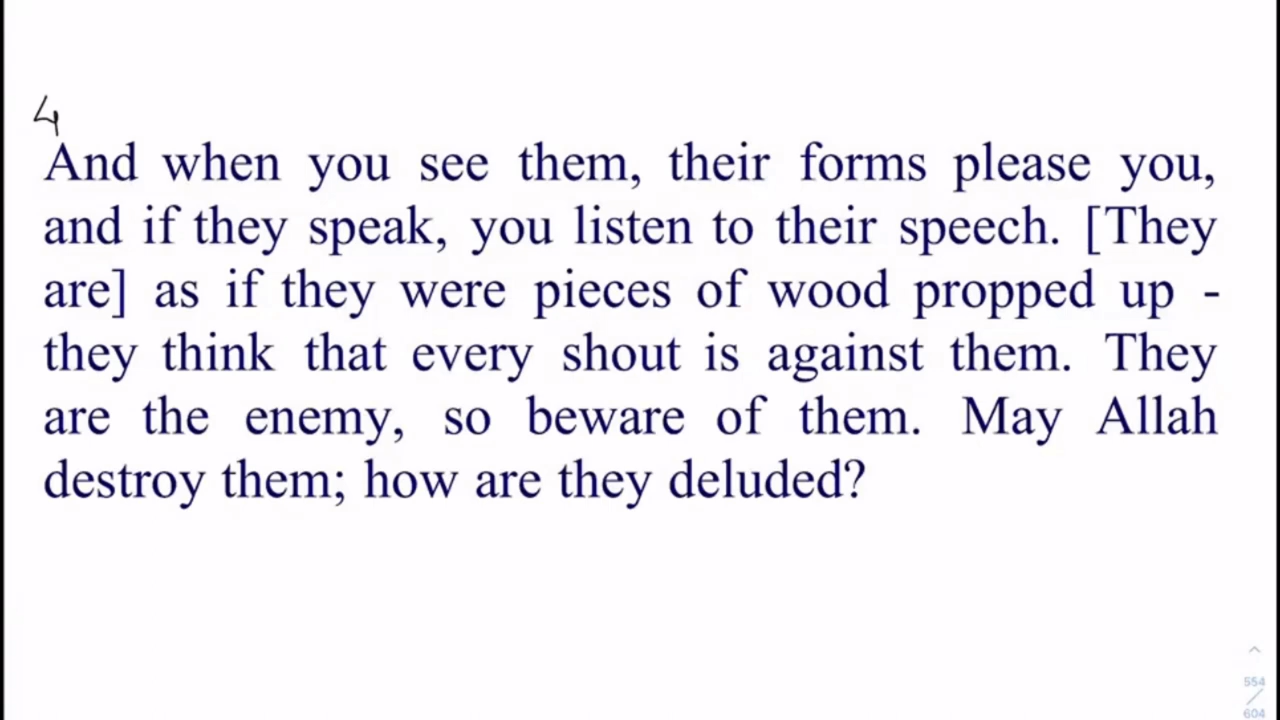 4
And when you see them, their forms please you,
and if they speak, you listen to their speech. [They
are] as if they were pieces of wood propped up -
they think that every shout is against them. They
are the enemy, so beware of them. May Allah
destroy them; how are they deluded?
554
/
604